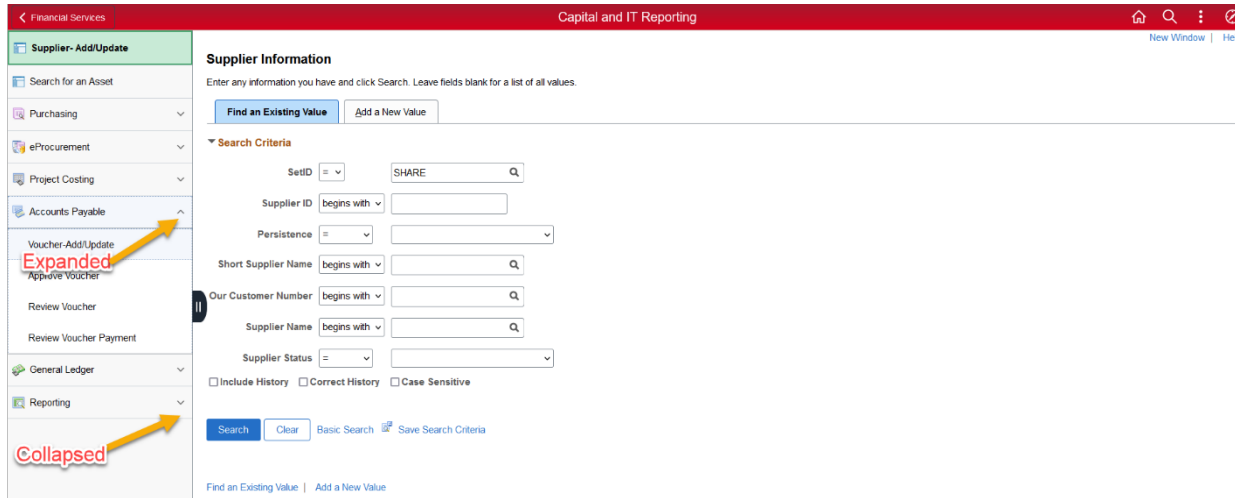 Financial Services
Capital and IT Reporting
New Window | He
Supplier- Add/Update
Search for an Asset
Purchasing
eProcurement
Project Costing
Accounts Payable
Voucher-Add/Update
Expanded
Approve Voucher
Review Voucher
Review Voucher Payment
General Ledger
Reporting
Collapsed
Supplier Information
Enter any information you have and click Search. Leave fields blank for a list of all values.
Find an Existing Value Add a New Value
Search Criteria
SetID = SHARE
Supplier ID begins with
Persistence =
Short Supplier Name begins with
Our Customer Number begins with
Supplier Name begins with
Supplier Status =
Include History Correct History Case Sensitive
Search Clear Basic Search Save Search Criteria
Find an Existing Value | Add a New Value